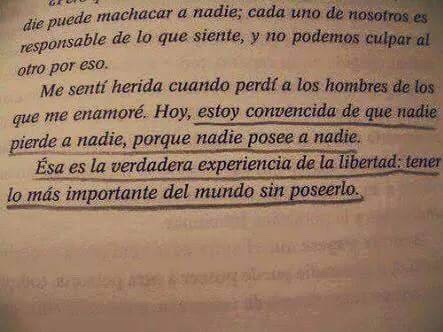 die puede machacar a nadie; cada uno de nosotros es
responsable de lo que siente, y no podemos culpar al
otro por eso.
Me sentí herida cuando perdí a los hombres de los
que me enamoré. Hoy, estoy convencida de que nadie
pierde a nadie, porque nadie posee a nadie.
Ésa es la verdadera experiencia de la libertad: tener
lo más importante del mundo sin poseerlo.